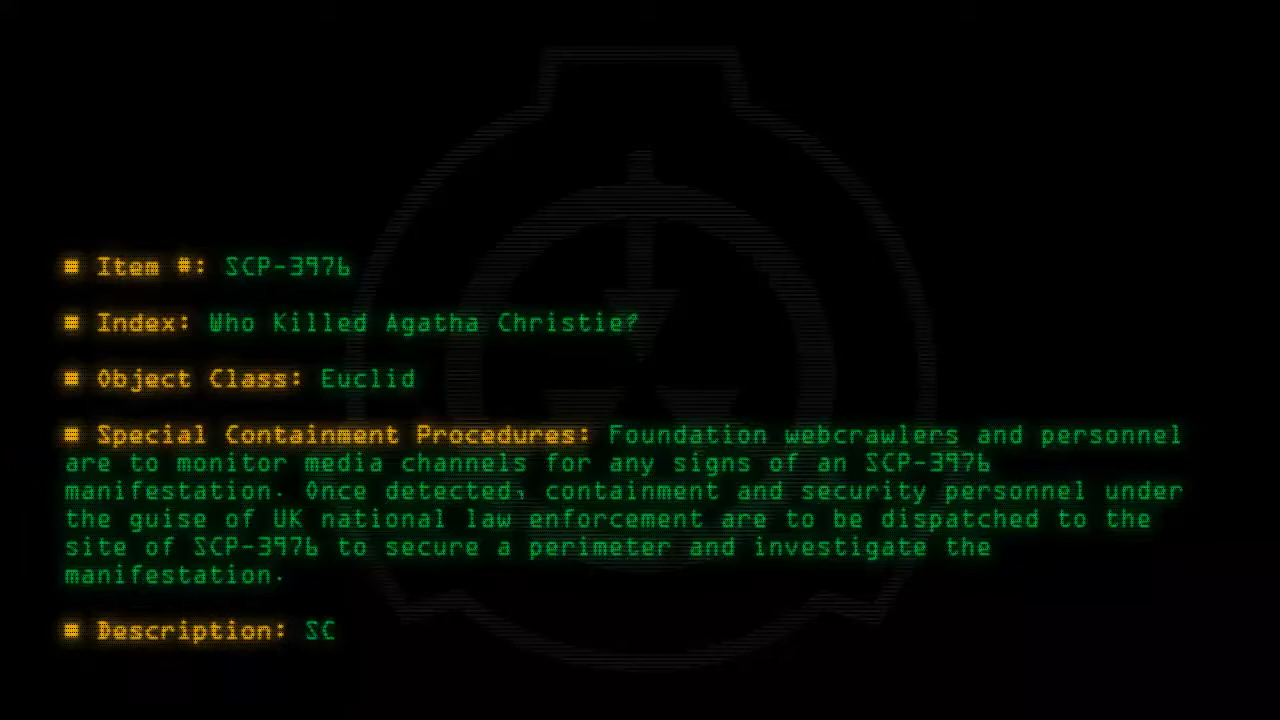 ■ Item #: SCP-3976
■ Index: Who Killed Agatha Christie?
■ Object Class: Euclid
■ Special Containment Procedures: Foundation webcrawlers and personnel
are to monitor media channels for any signs of an SCP-3976
manifestation. Once detected, containment and security personnel under
the guise of UK national law enforcement are to be dispatched to the
site of SCP-3976 to secure a perimeter and investigate the
manifestation.
■ Description: SC